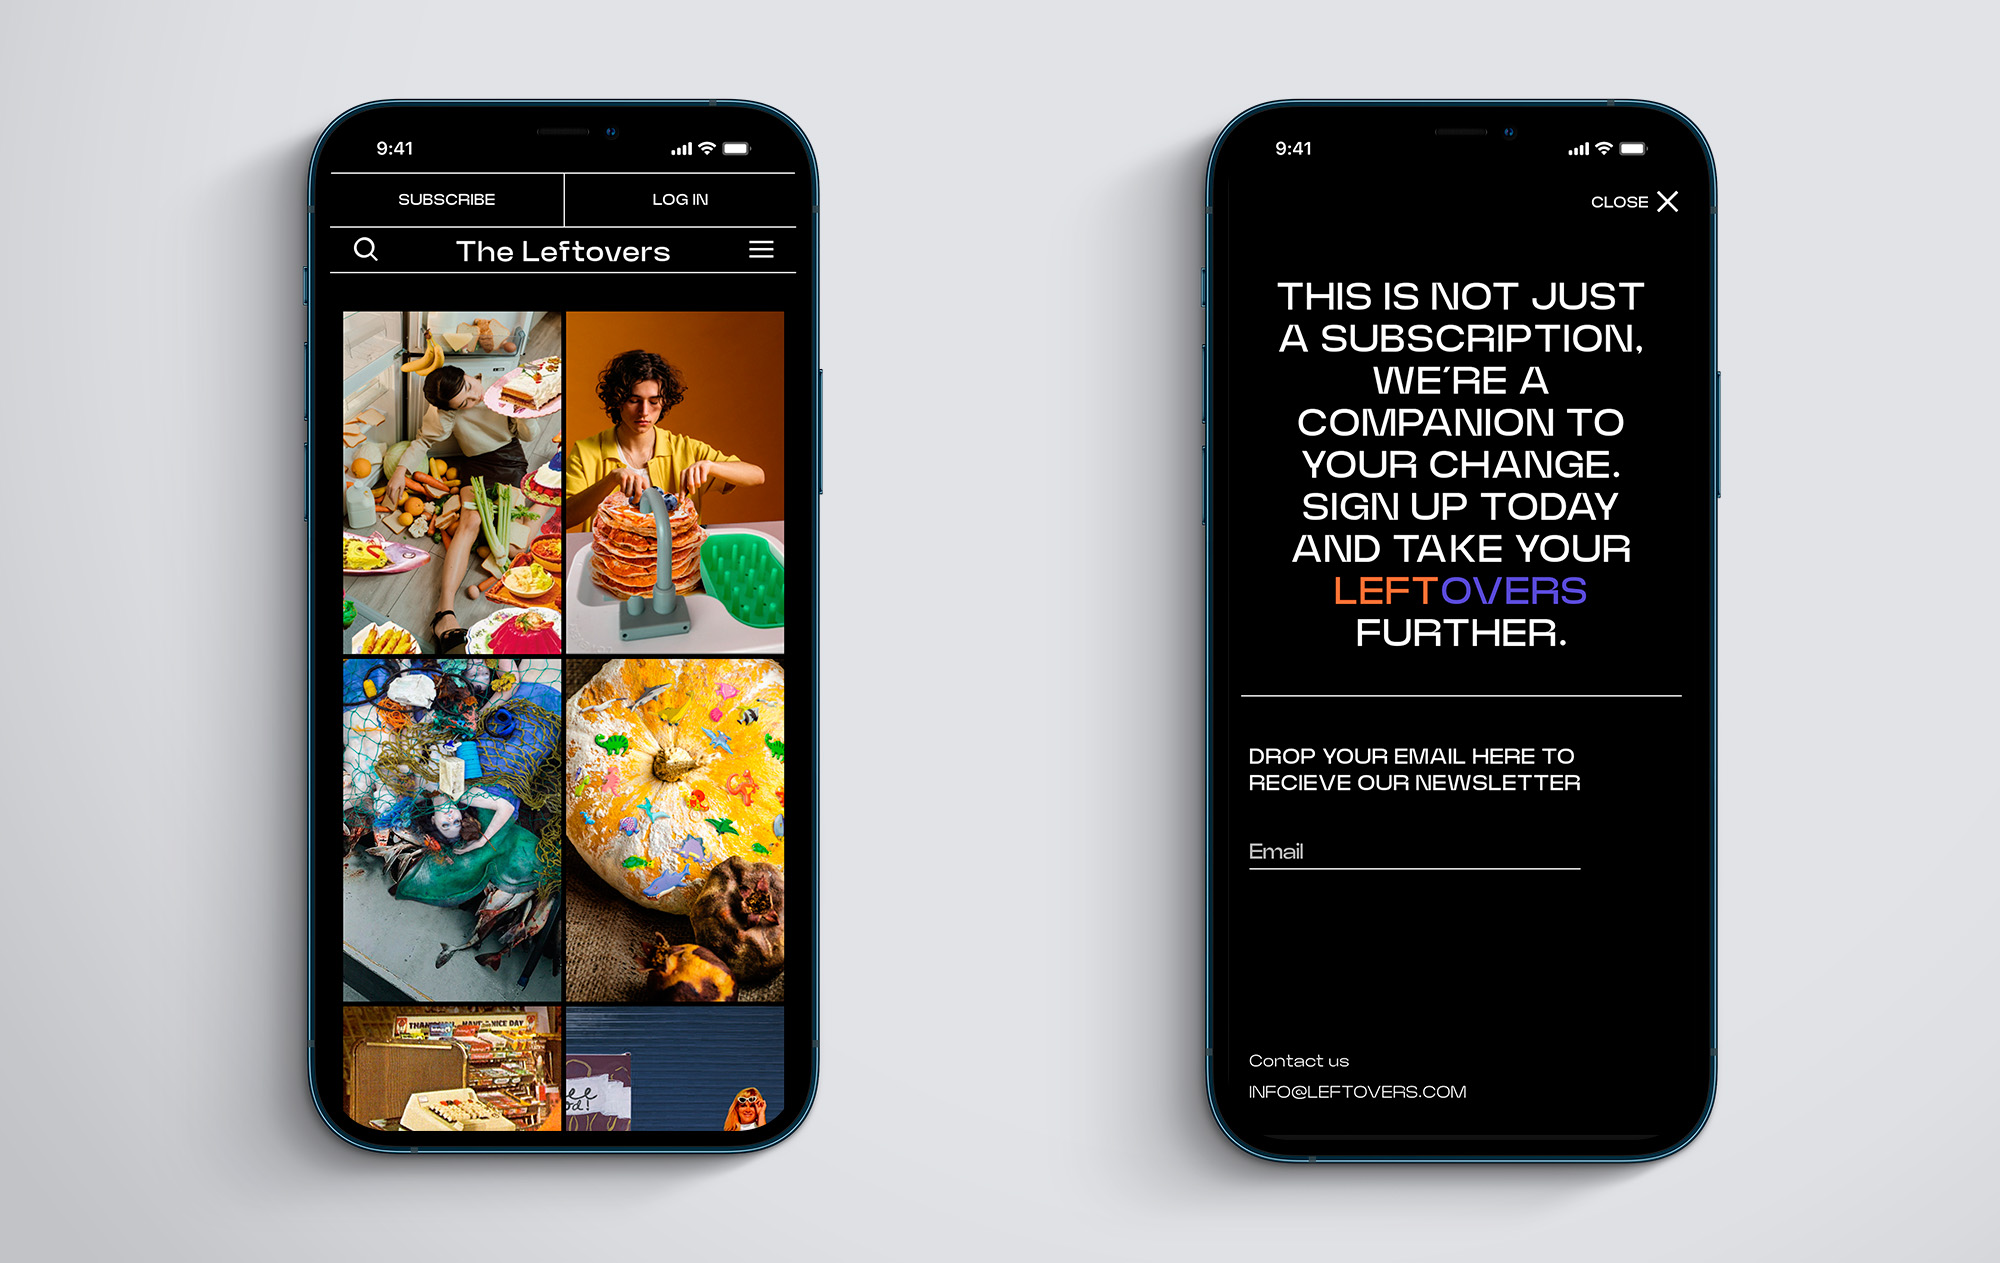 9:41
SUBSCRIBE
LOG IN
The Leftovers
HAVE A NICE DAY
9:41
CLOSE
THIS IS NOT JUST
A SUBSCRIPTION,
WE'RE A
COMPANION TO
YOUR CHANGE.
SIGN UP TODAY
AND TAKE YOUR
LEFTOVERS
FURTHER.
DROP YOUR EMAIL HERE TO
RECIEVE OUR NEWSLETTER
Email
Contact us
INFO@LEFTOVERS.COM